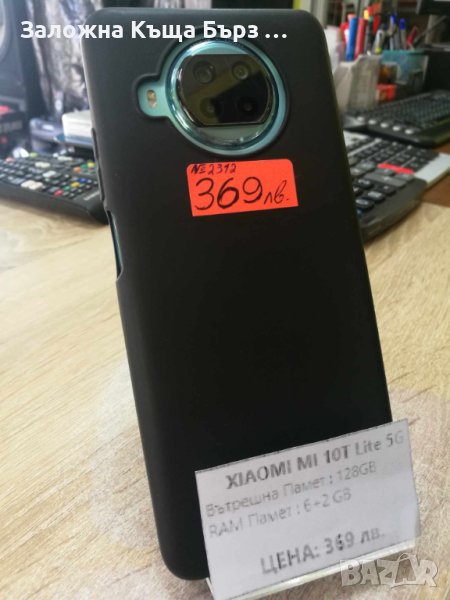 Заложна Къща Бърз ...
№2312
369лв.
XIAOMI MI 10T Lite 5G
Вътрешна Памет : 128GB
RAM Памет : 6+2 GB
ЦЕНА: 369 лв.
BAZAR